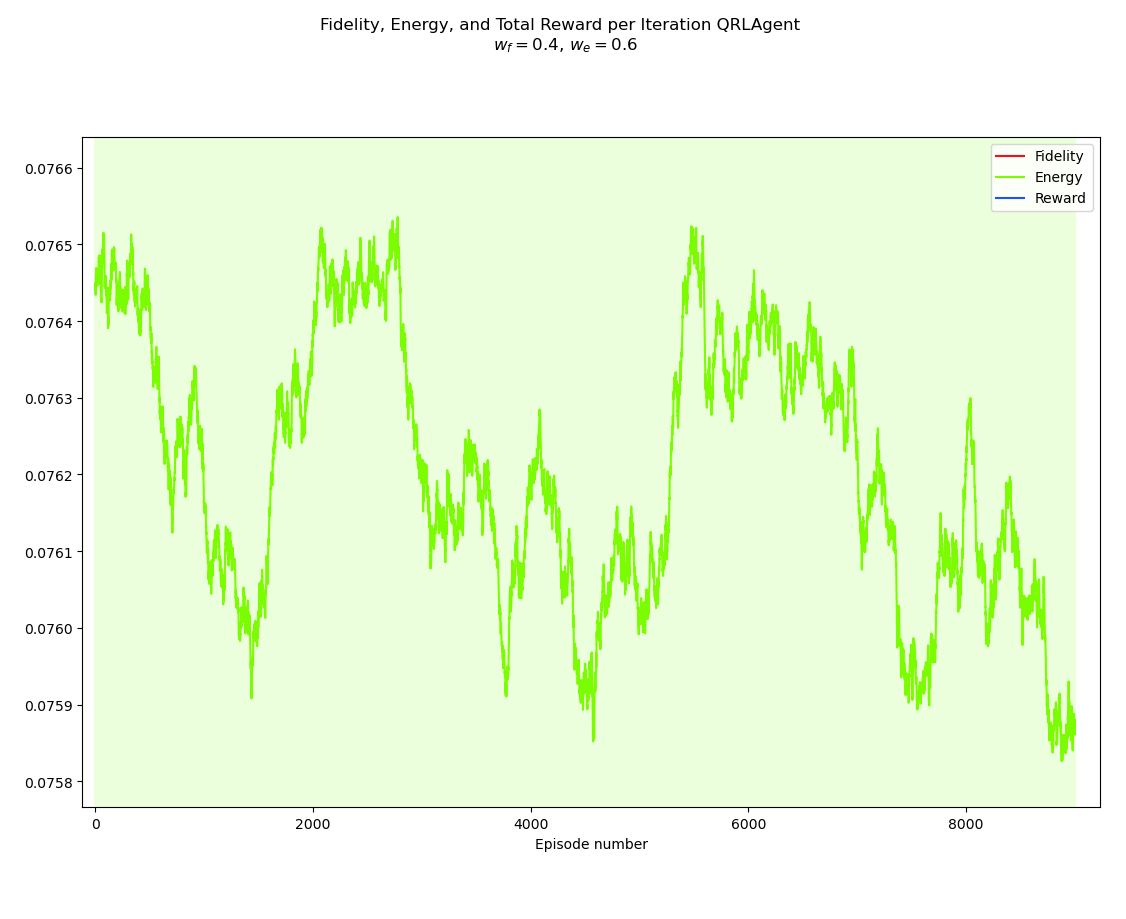 Fidelity, Energy, and Total Reward per Iteration QRLAgent
$w_f = 0.4$, $w_e = 0.6$
0.0766
0.0765
0.0764
0.0763
0.0762
0.0761
0.0760
0.0759
0.0758
Fidelity
Energy
Reward
0 2000 4000 6000 8000
Episode number